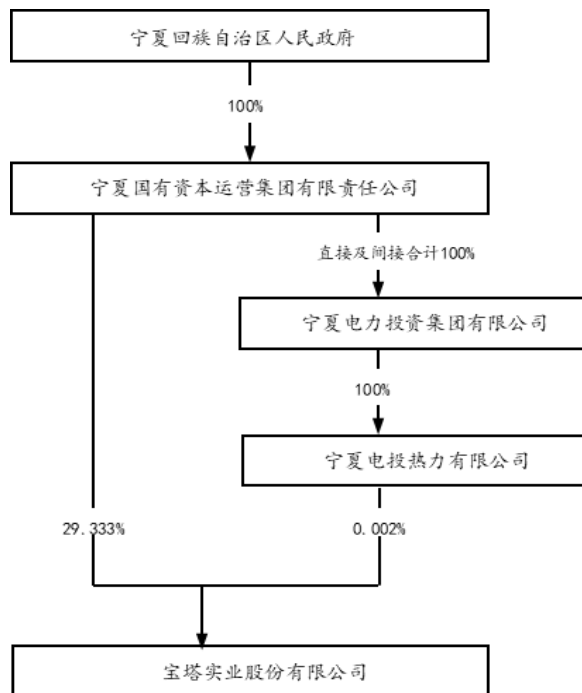 宁夏回族自治区人民政府
100%
宁夏国有资本运营集团有限责任公司
直接及间接合计100%
宁夏电力投资集团有限公司
100%
宁夏电投热力有限公司
29.333%
0.002%
宝塔实业股份有限公司